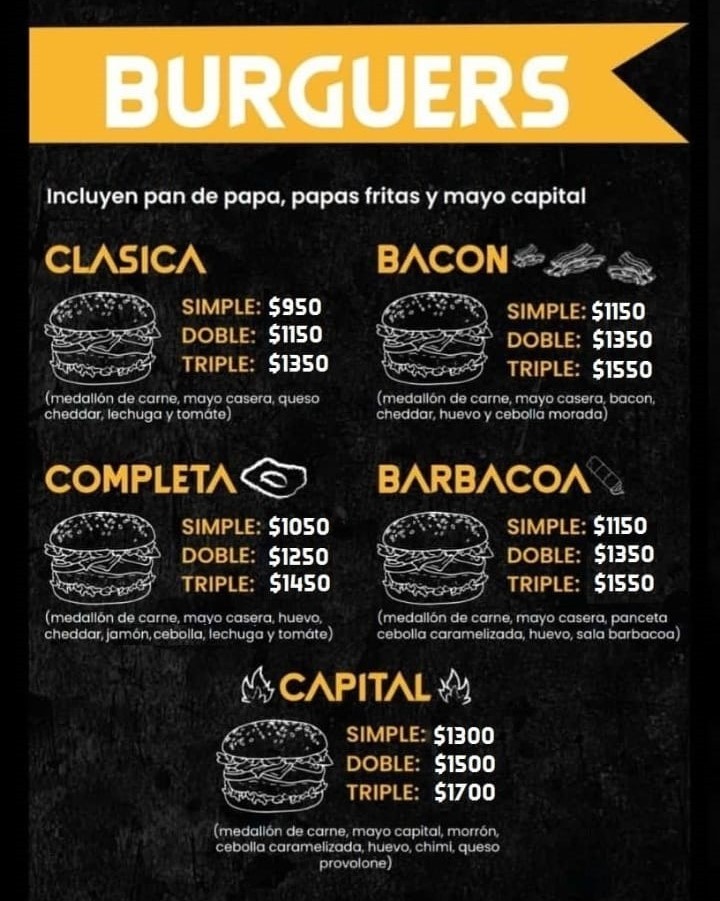 BURGUERS
Incluyen pan de papa, papas fritas y mayo capital
CLASICA
SIMPLE: $950
DOBLE: $1150
TRIPLE: $1350
(medallón de carne, mayo casera, queso
cheddar, lechuga y tomáte)
BACON
SIMPLE: $1150
DOBLE: $1350
TRIPLE: $1550
(medallón de carne, mayo casera, bacon,
cheddar, huevo y cebolla morada)
COMPLETA
SIMPLE: $1050
DOBLE: $1250
TRIPLE: $1450
(medallón de carne, mayo casera, huevo,
cheddar, jamón, cebolla, lechuga y tomáte)
BARBACOA
SIMPLE: $1150
DOBLE: $1350
TRIPLE: $1550
(medallón de carne, mayo casera, panceta
cebolla caramelizada, huevo, sala barbacoa)
CAPITAL
SIMPLE: $1300
DOBLE: $1500
TRIPLE: $1700
(medallón de carne, mayo capital, morrón,
cebolla caramelizada, huevo, chimi, queso
provolone)